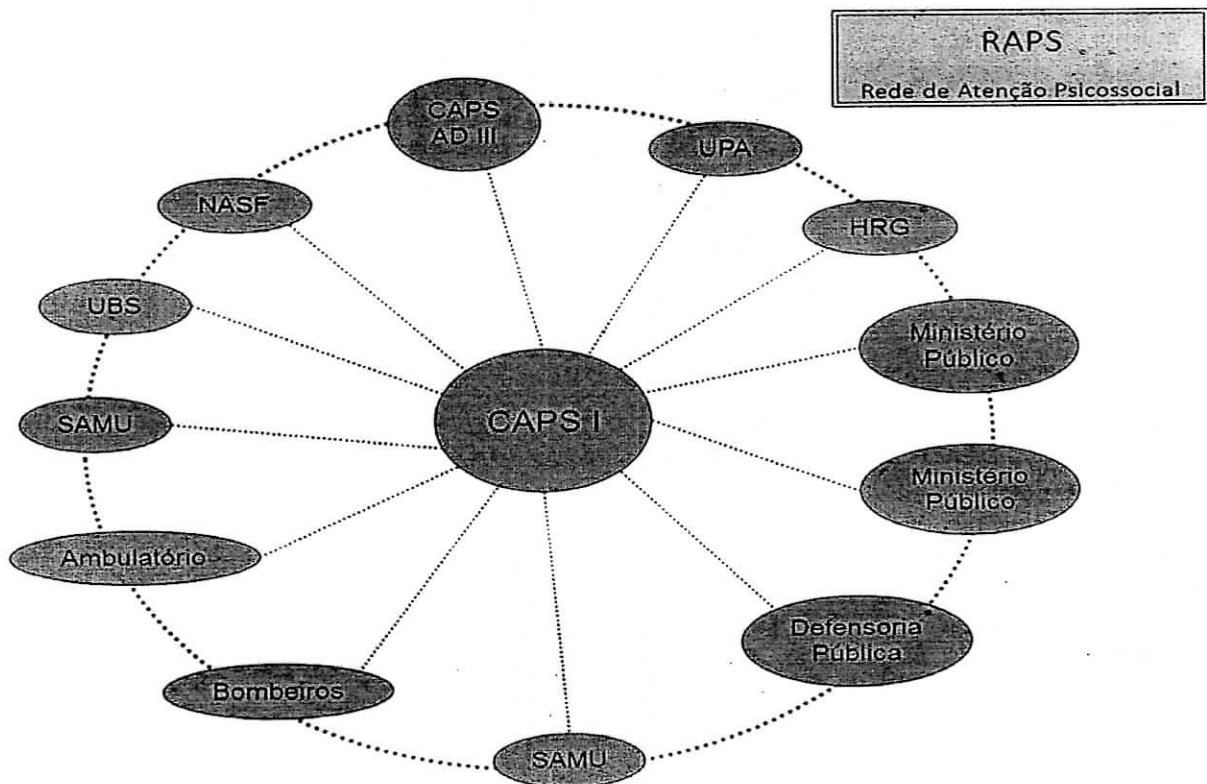 RAPS
Rede de Atenção Psicossocial
CAPS
AD III
UPA
NASF
HRG
UBS
Ministério
Público
CAPS I
SAMU
Ministério
Público
Ambulatório
Defensoria
Pública
Bombeiros
SAMU